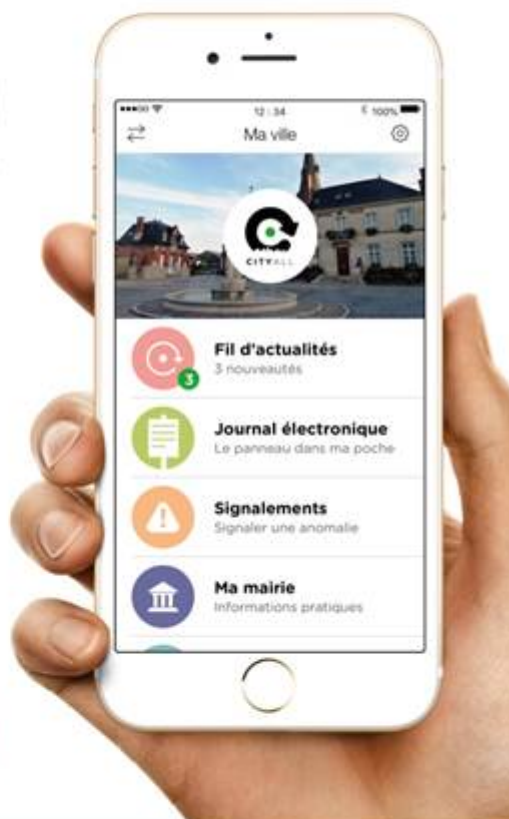 12:34
100%
Ma ville
CITYALL
Fil d'actualités
3 nouveautés
3
Journal électronique
Le panneau dans ma poche
Signalements
Signaler une anomalie
Ma mairie
Informations pratiques